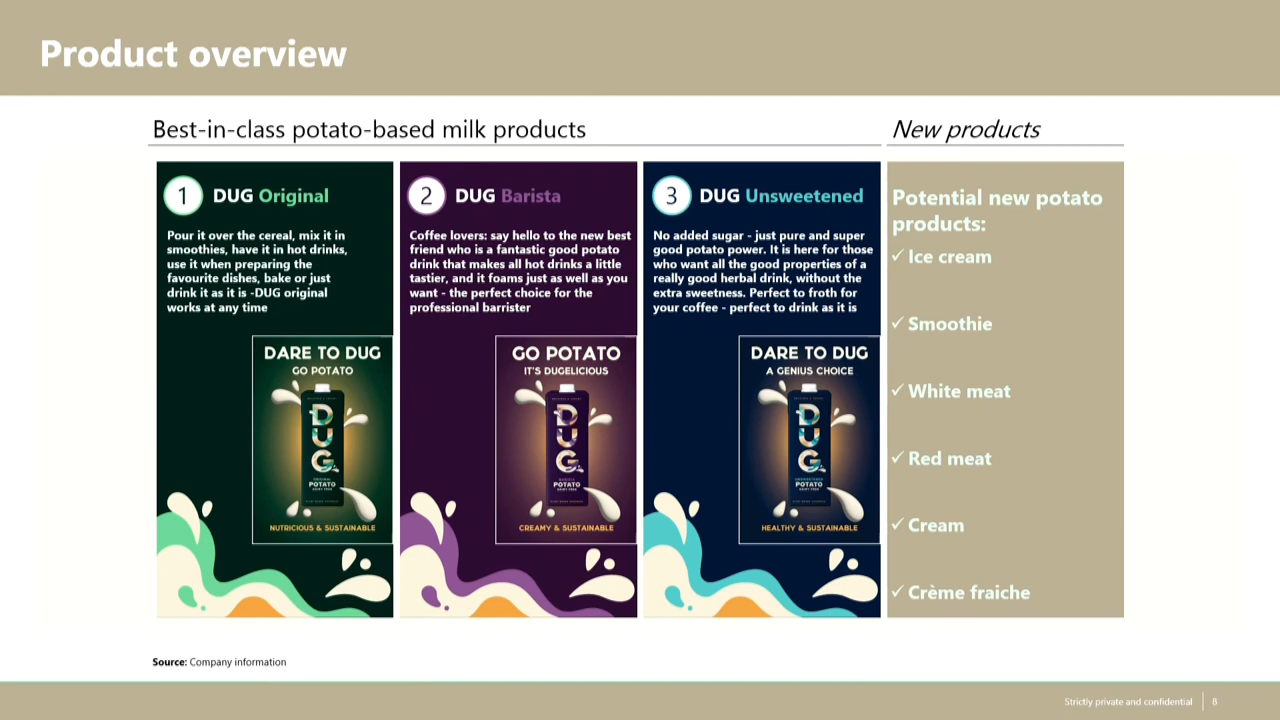 Product overview
Best-in-class potato-based milk products
New products
1
DUG Original
Pour it over the cereal, mix it in
smoothies, have it in hot drinks,
use it when preparing the
favourite dishes, bake or just
drink it as it is -DUG original
works at any time
DARE TO DUG
GO POTATO
DUG
ORIGINAL
POTATO
DAIRY FREE
NUTRICIOUS & SUSTAINABLE
2
DUG Barista
Coffee lovers: say hello to the new best
friend who is a fantastic good potato
drink that makes all hot drinks a little
tastier, and it foams just as well as you
want - the perfect choice for the
professional barrister
GO POTATO
IT'S DUGELICIOUS
DUG
BARISTA
POTATO
DAIRY FREE
CREAMY & SUSTAINABLE
3
DUG Unsweetened
No added sugar - just pure and super
good potato power. It is here for those
who want all the good properties of a
really good herbal drink, without the
extra sweetness. Perfect to froth for
your coffee - perfect to drink as it is
DARE TO DUG
A GENIUS CHOICE
DUG
UNSWEETENED
POTATO
DAIRY FREE
HEALTHY & SUSTAINABLE
Potential new potato
products:
✓ Ice cream
✓ Smoothie
✓ White meat
✓ Red meat
✓ Cream
✓ Crème fraiche
Source: Company information
Strictly private and confidential | 8